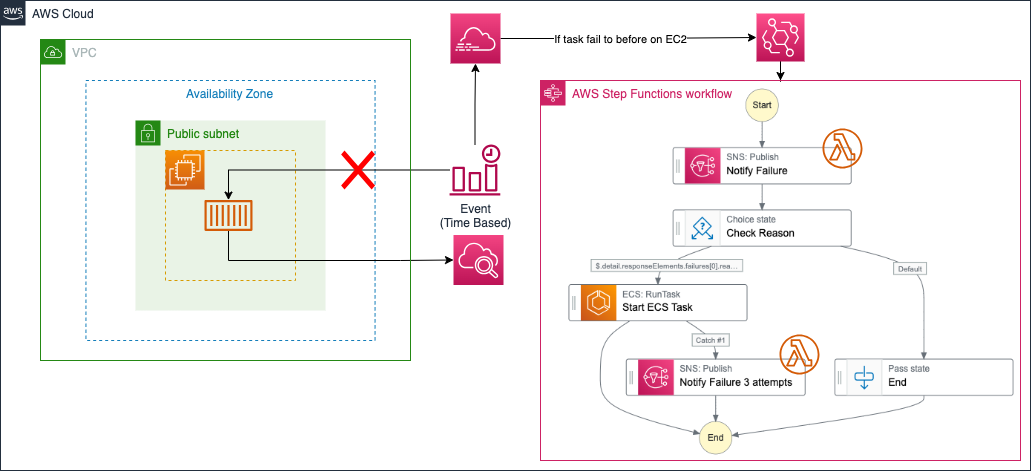 aws
AWS Cloud
VPC
Availability Zone
Public subnet
If task fail to before on EC2
Event
(Time Based)
AWS Step Functions workflow
Start
SNS: Publish
Notify Failure
Choice state
Check Reason
$.detail.responseElements.failures[0].rea...
Default
ECS: RunTask
Start ECS Task
Catch #1
SNS: Publish
Notify Failure 3 attempts
Pass state
End
End